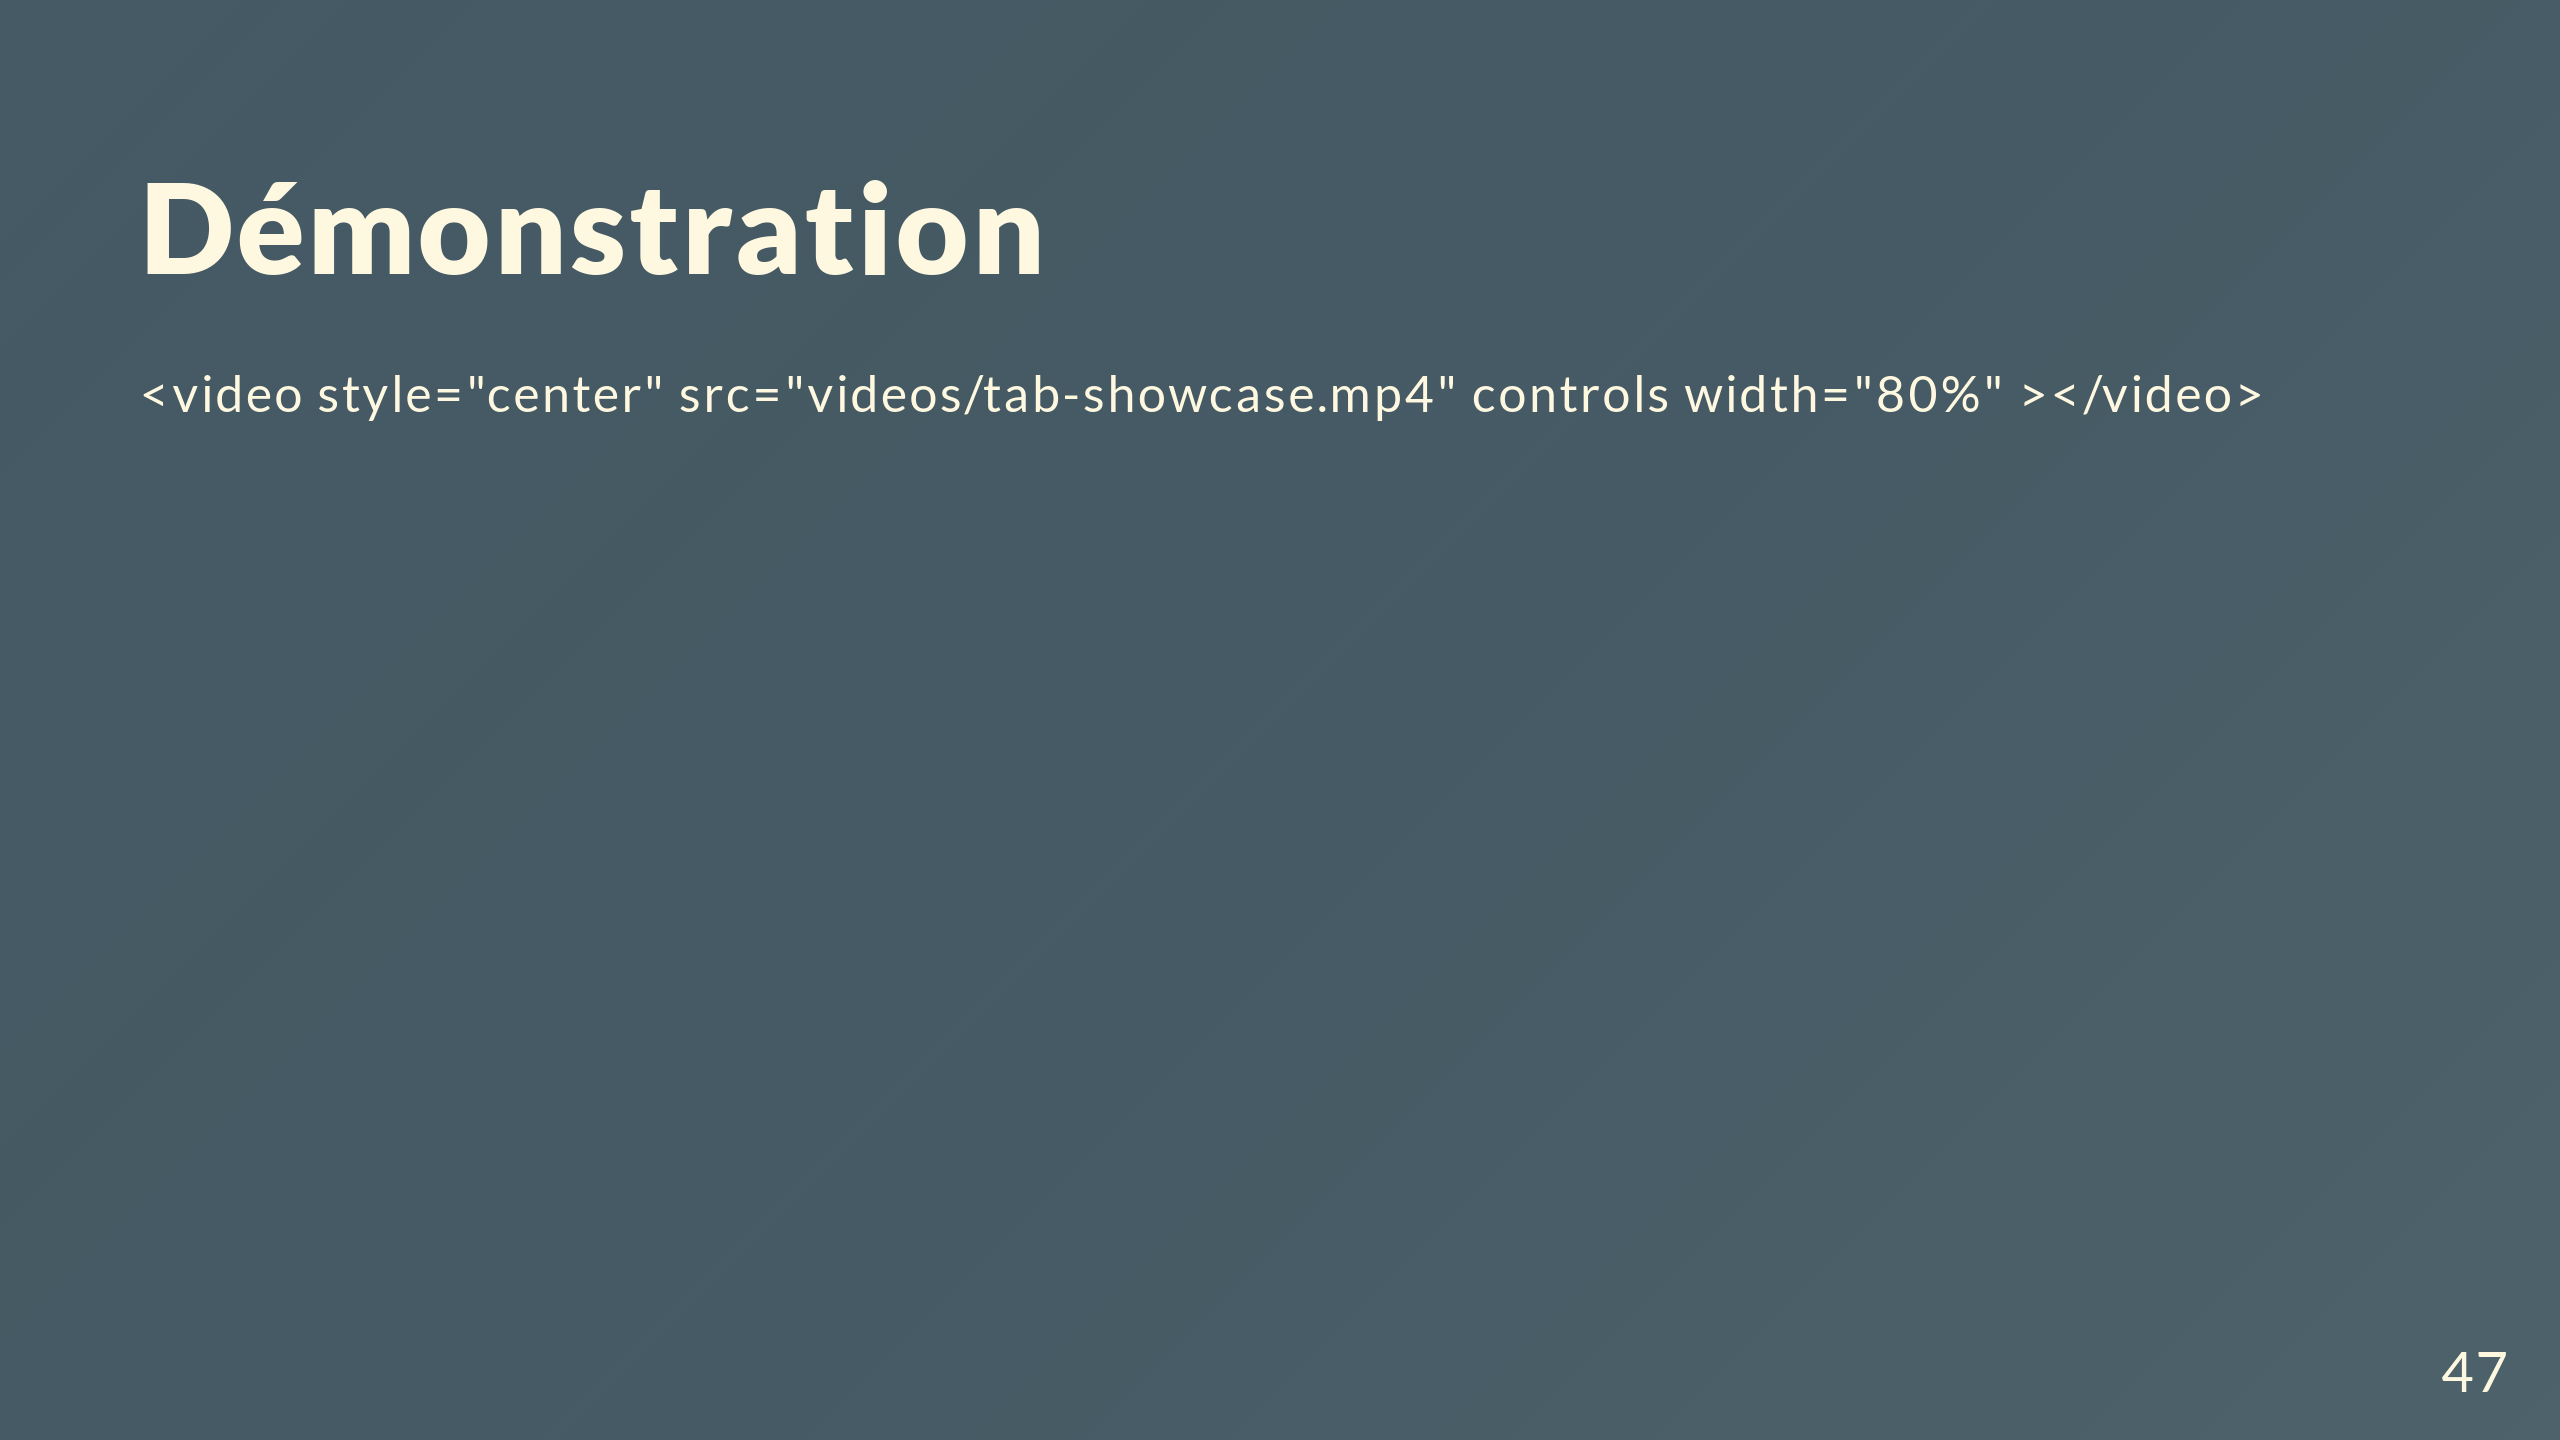 Démonstration
<video style="center" src="videos/tab-showcase.mp4" controls width="80%" ></video>
47